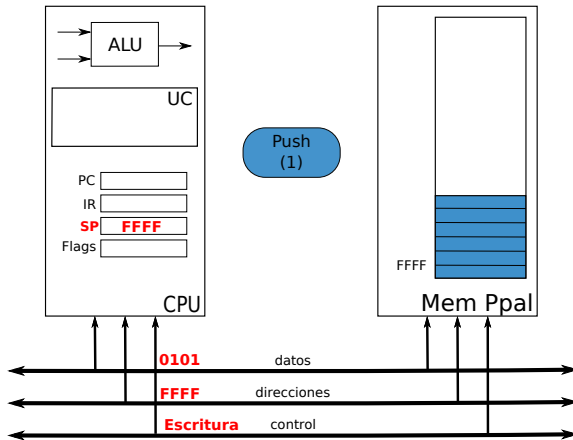 ALU
UC
Push
(1)
PC
IR
SP FFFF
Flags
FFFF
CPU
Mem Ppal
0101 datos
FFFF direcciones
Escritura control